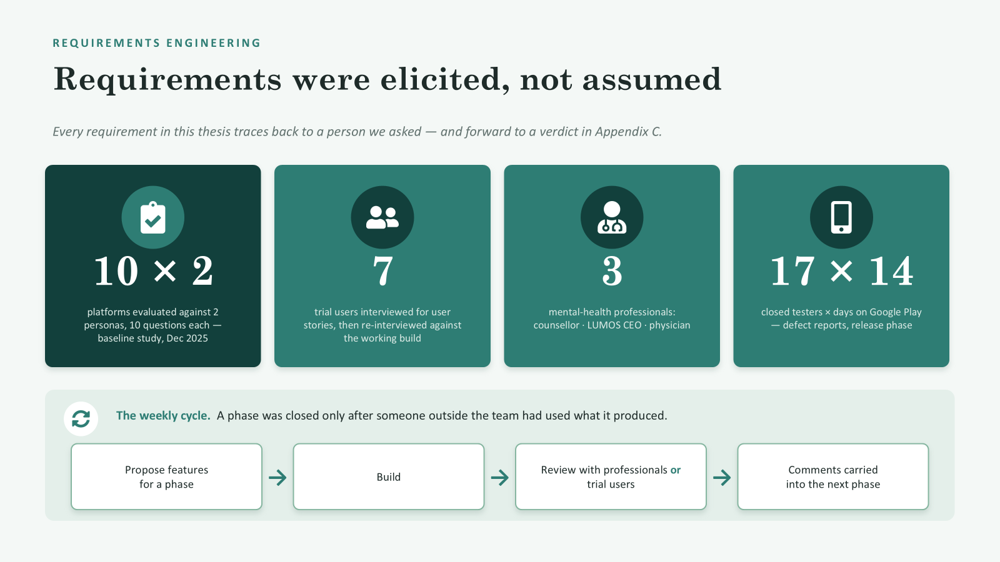 REQUIREMENTS ENGINEERING
Requirements were elicited, not assumed
Every requirement in this thesis traces back to a person we asked — and forward to a verdict in Appendix C.
10 × 2
platforms evaluated against 2
personas, 10 questions each —
baseline study, Dec 2025
7
trial users interviewed for user
stories, then re-interviewed against
the working build
3
mental-health professionals:
counsellor · LUMOS CEO · physician
17 × 14
closed testers × days on Google Play
— defect reports, release phase
The weekly cycle. A phase was closed only after someone outside the team had used what it produced.
Propose features
for a phase
Build
Review with professionals or
trial users
Comments carried
into the next phase